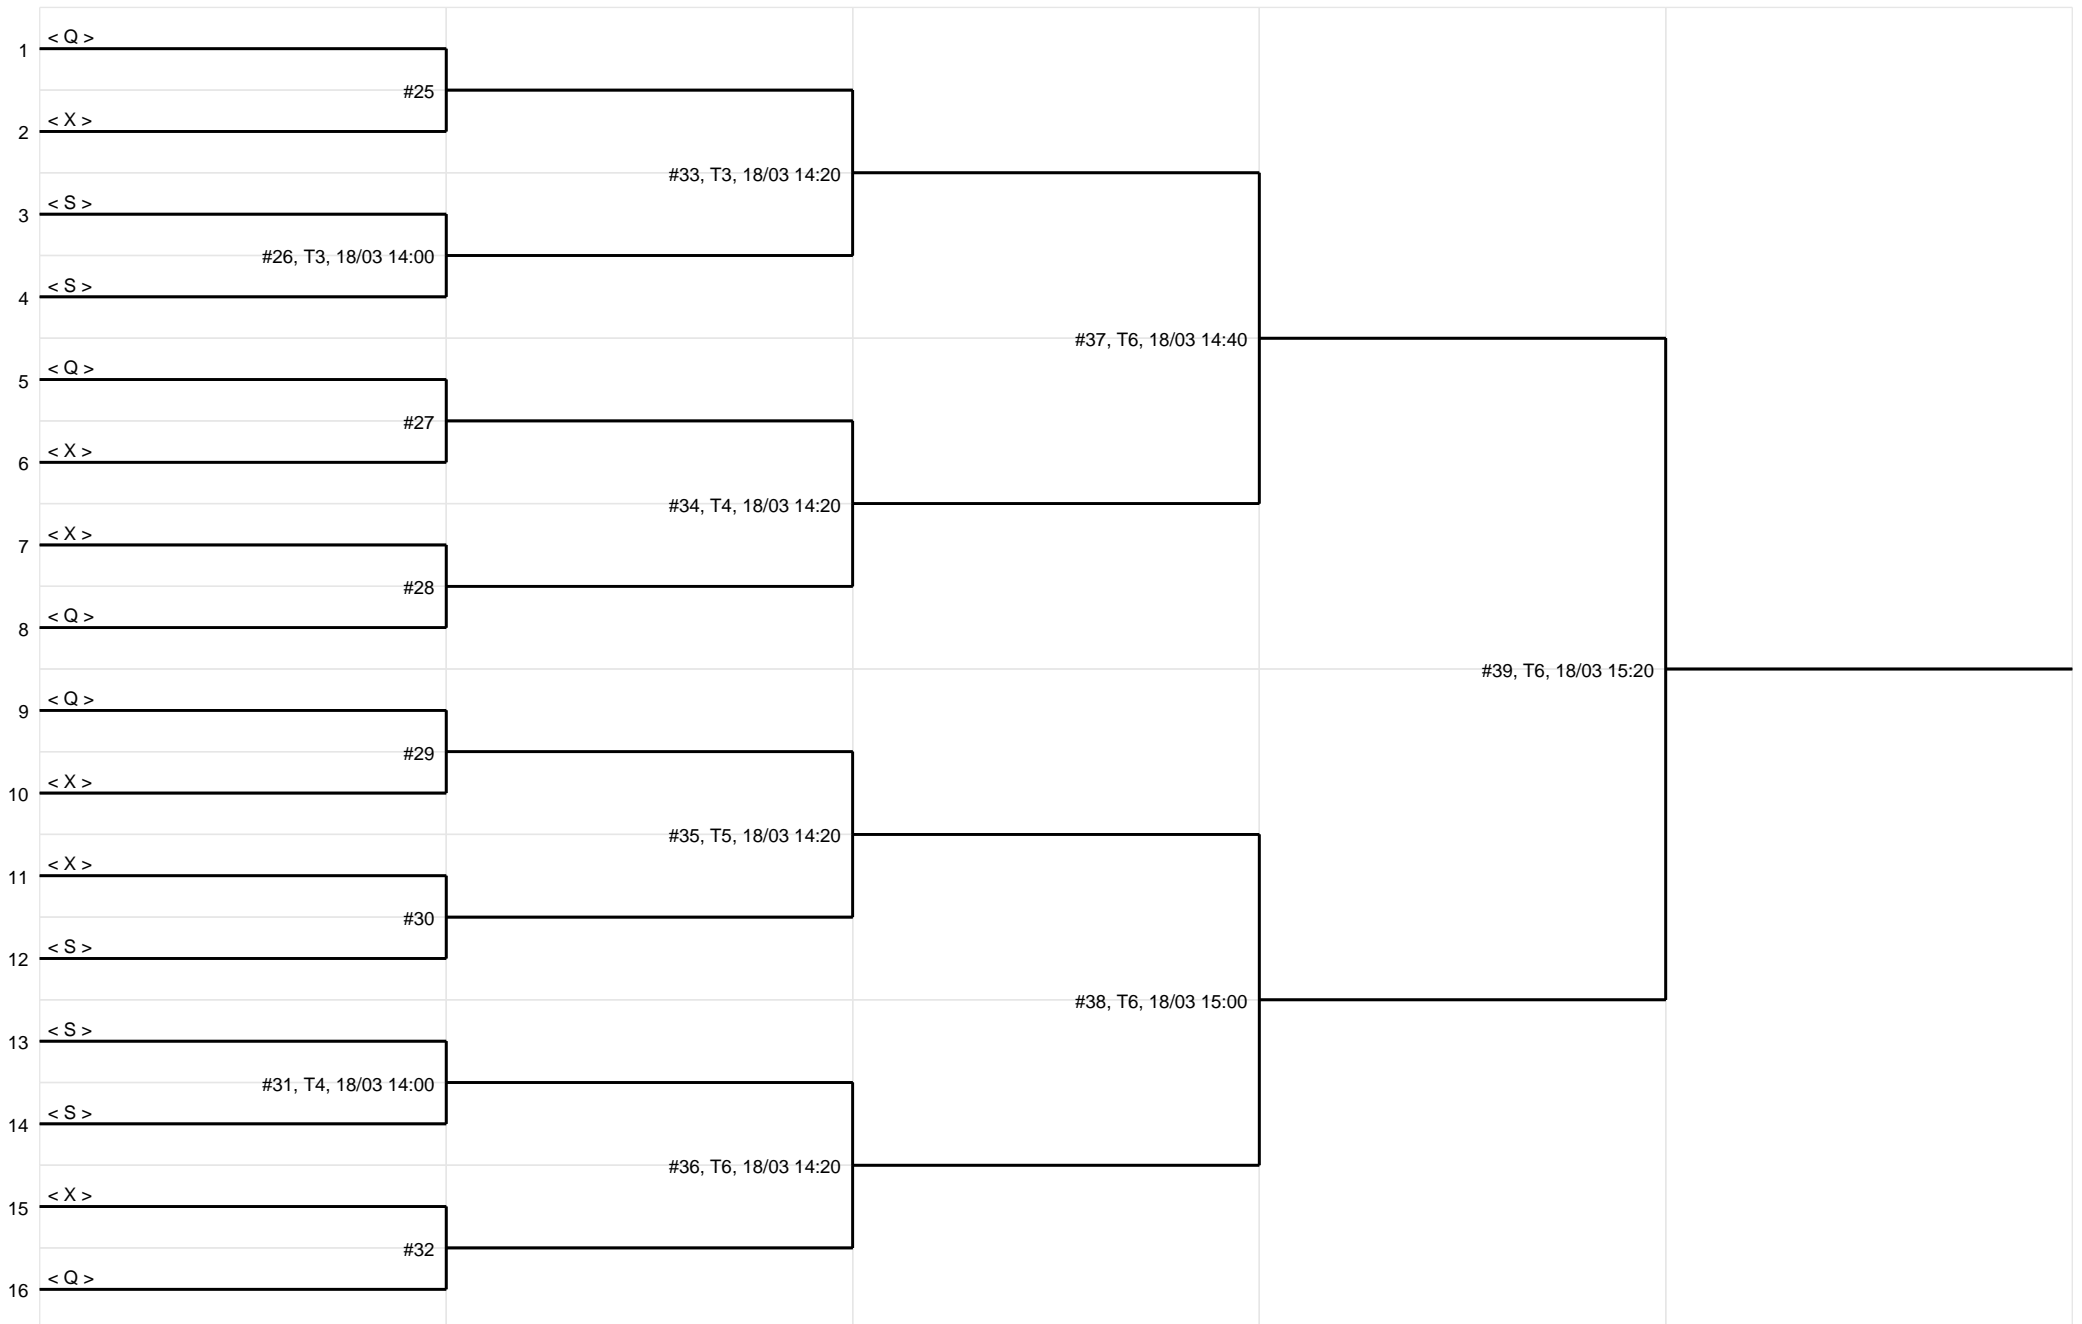 < Q >
1
#25
< X >
2
#33, T3, 18/03 14:20
< S >
3
#26, T3, 18/03 14:00
< S >
4
#37, T6, 18/03 14:40
< Q >
5
#27
< X >
6
#34, T4, 18/03 14:20
< X >
7
#28
< Q >
8
#39, T6, 18/03 15:20
< Q >
9
#29
< X >
10
#35, T5, 18/03 14:20
< X >
11
#30
< S >
12
#38, T6, 18/03 15:00
< S >
13
#31, T4, 18/03 14:00
< S >
14
#36, T6, 18/03 14:20
< X >
15
#32
< Q >
16